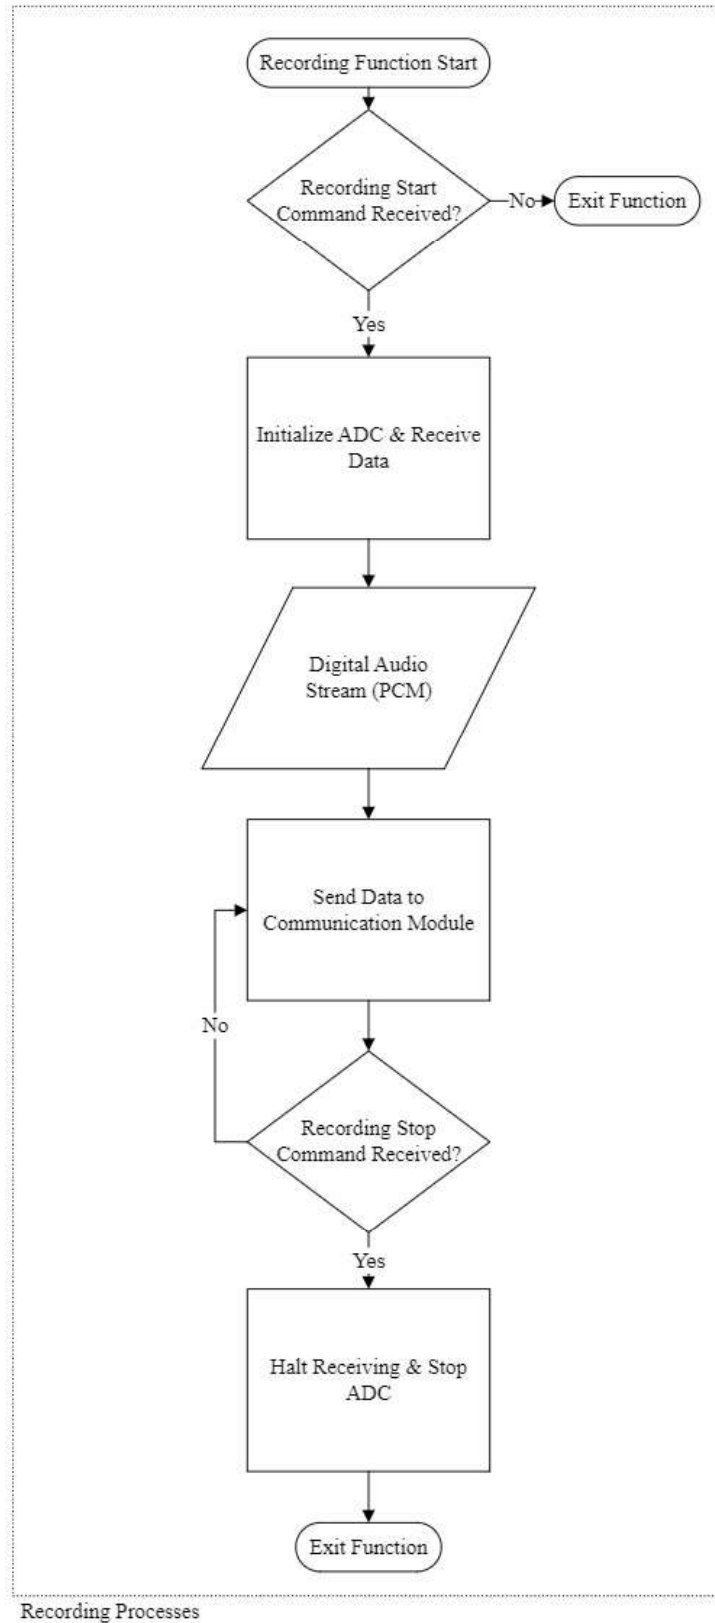 Recording Function Start
Recording Start
Command Received?
No
Exit Function
Yes
Initialize ADC & Receive
Data
Digital Audio
Stream (PCM)
Send Data to
Communication Module
No
Recording Stop
Command Received?
Yes
Halt Receiving & Stop
ADC
Exit Function
Recording Processes